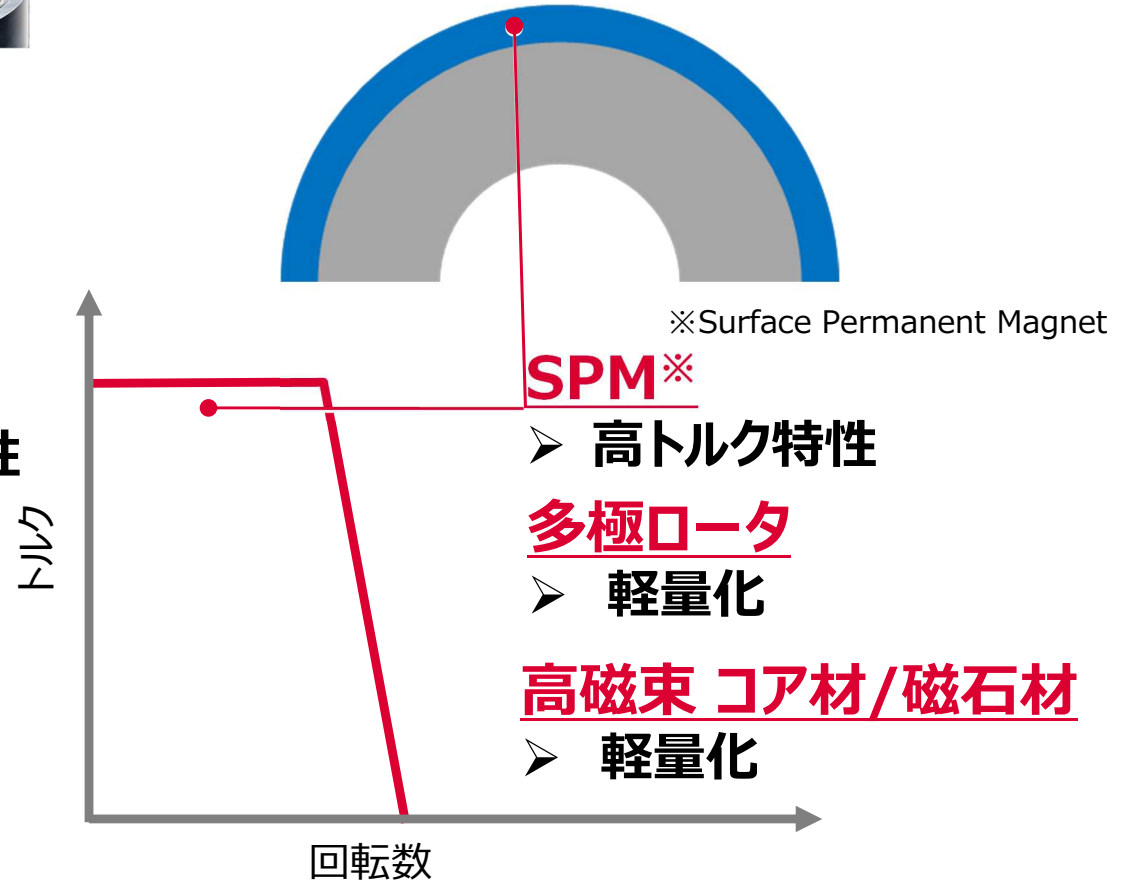 ※Surface Permanent Magnet
SPM※
➢ 高トルク特性
性
トルク
多極ロータ
➢ 軽量化
高磁束 コア材/磁石材
➢ 軽量化
回転数